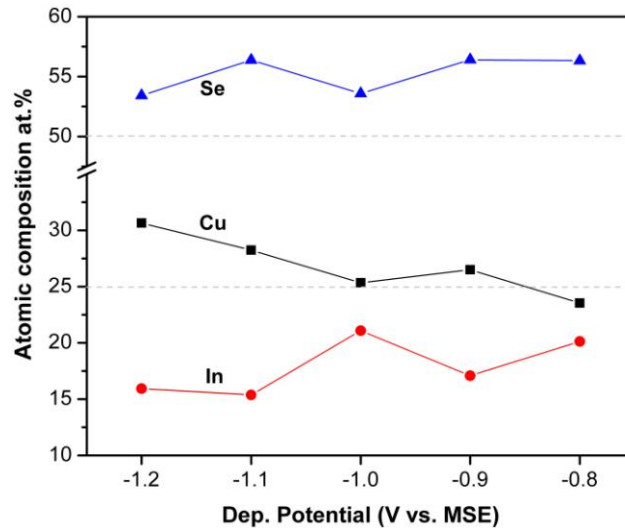 Atomic composition at.%
60
55
50
30
25
20
15
10
Se
Cu
In
-1.2 -1.1 -1.0 -0.9 -0.8
Dep. Potential (V vs. MSE)